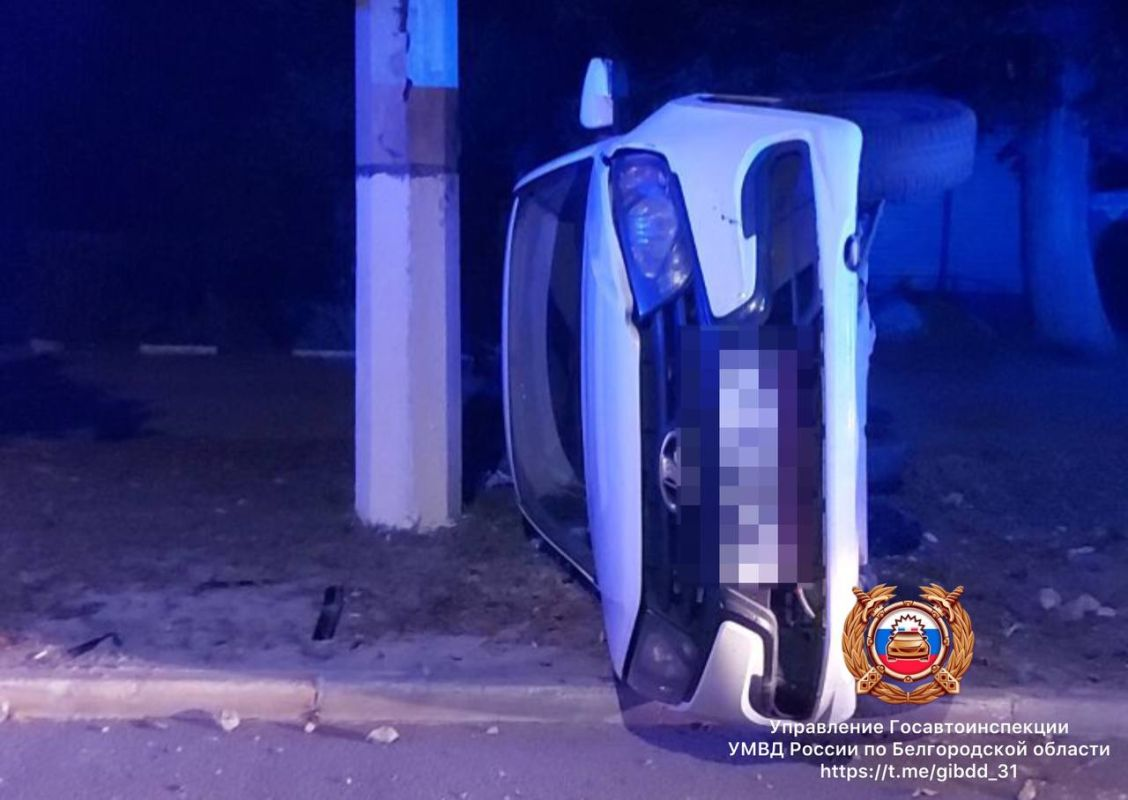 Управление Госавтоинспекции
УМВД России по Белгородской области
https://t.me/gibdd_31